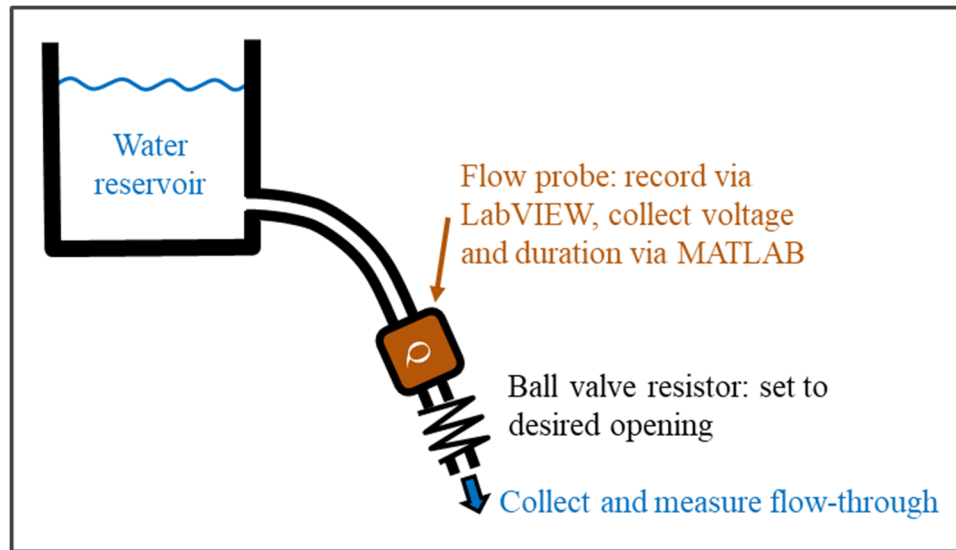 Water
reservoir
Flow probe: record via
LabVIEW, collect voltage
and duration via MATLAB
Q
Ball valve resistor: set to
desired opening
Collect and measure flow-through